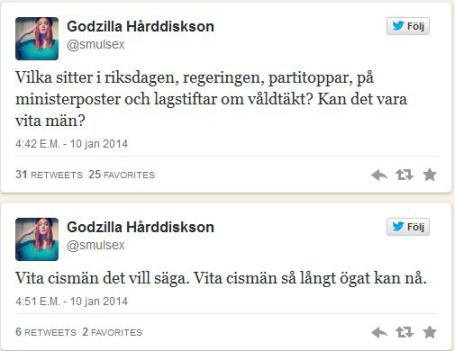 Godzilla Hårddiskson
Följ
@smulsex
Vilka sitter i riksdagen, regeringen, partitoppar, på
ministerposter och lagstiftar om våldtäkt? Kan det vara
vita män?
4:42 E.M. - 10 jan 2014
31 RETWEETS 25 FAVORITES
Godzilla Hårddiskson
Följ
@smulsex
Vita cismän det vill säga. Vita cismän så långt ögat kan nå.
4:51 E.M. - 10 jan 2014
6 RETWEETS 2 FAVORITES